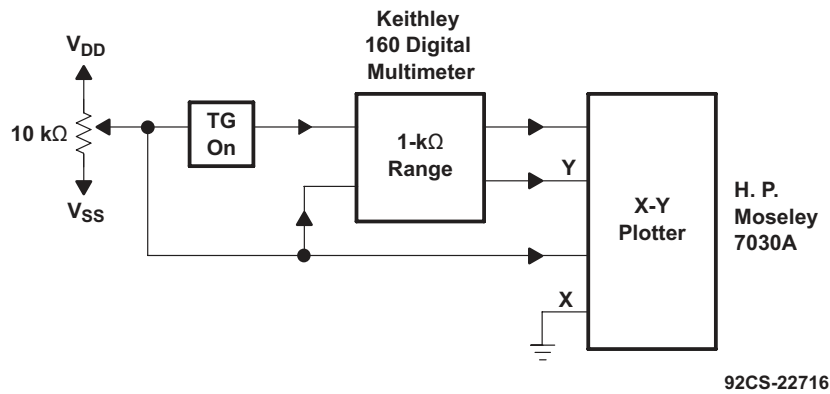 Keithley
160 Digital
Multimeter
VDD
10 kΩ
VSS
TG
On
1-kΩ
Range
Y
X
X-Y
Plotter
H. P.
Moseley
7030A
92CS-22716